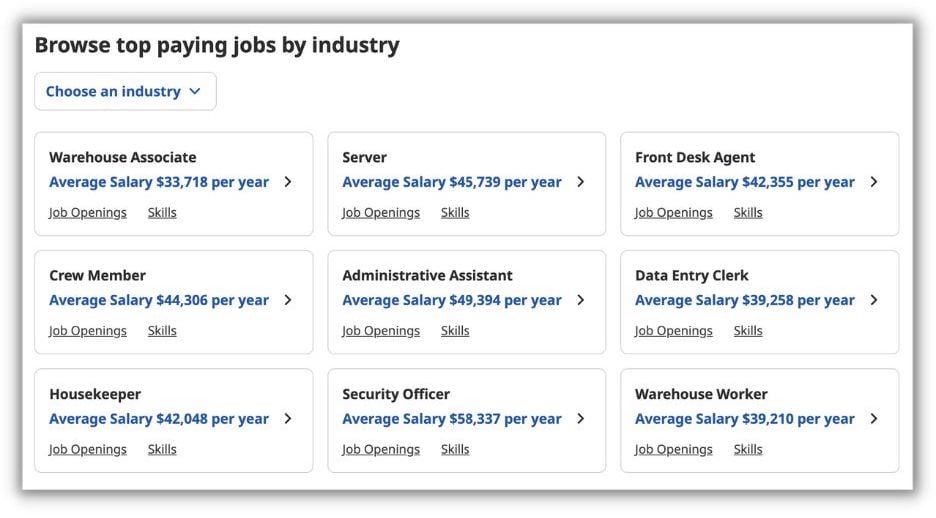 Browse top paying jobs by industry
Choose an industry
Warehouse Associate
Average Salary $33,718 per year
Job Openings Skills
Server
Average Salary $45,739 per year
Job Openings Skills
Front Desk Agent
Average Salary $42,355 per year
Job Openings Skills
Crew Member
Average Salary $44,306 per year
Job Openings Skills
Administrative Assistant
Average Salary $49,394 per year
Job Openings Skills
Data Entry Clerk
Average Salary $39,258 per year
Job Openings Skills
Housekeeper
Average Salary $42,048 per year
Job Openings Skills
Security Officer
Average Salary $58,337 per year
Job Openings Skills
Warehouse Worker
Average Salary $39,210 per year
Job Openings Skills